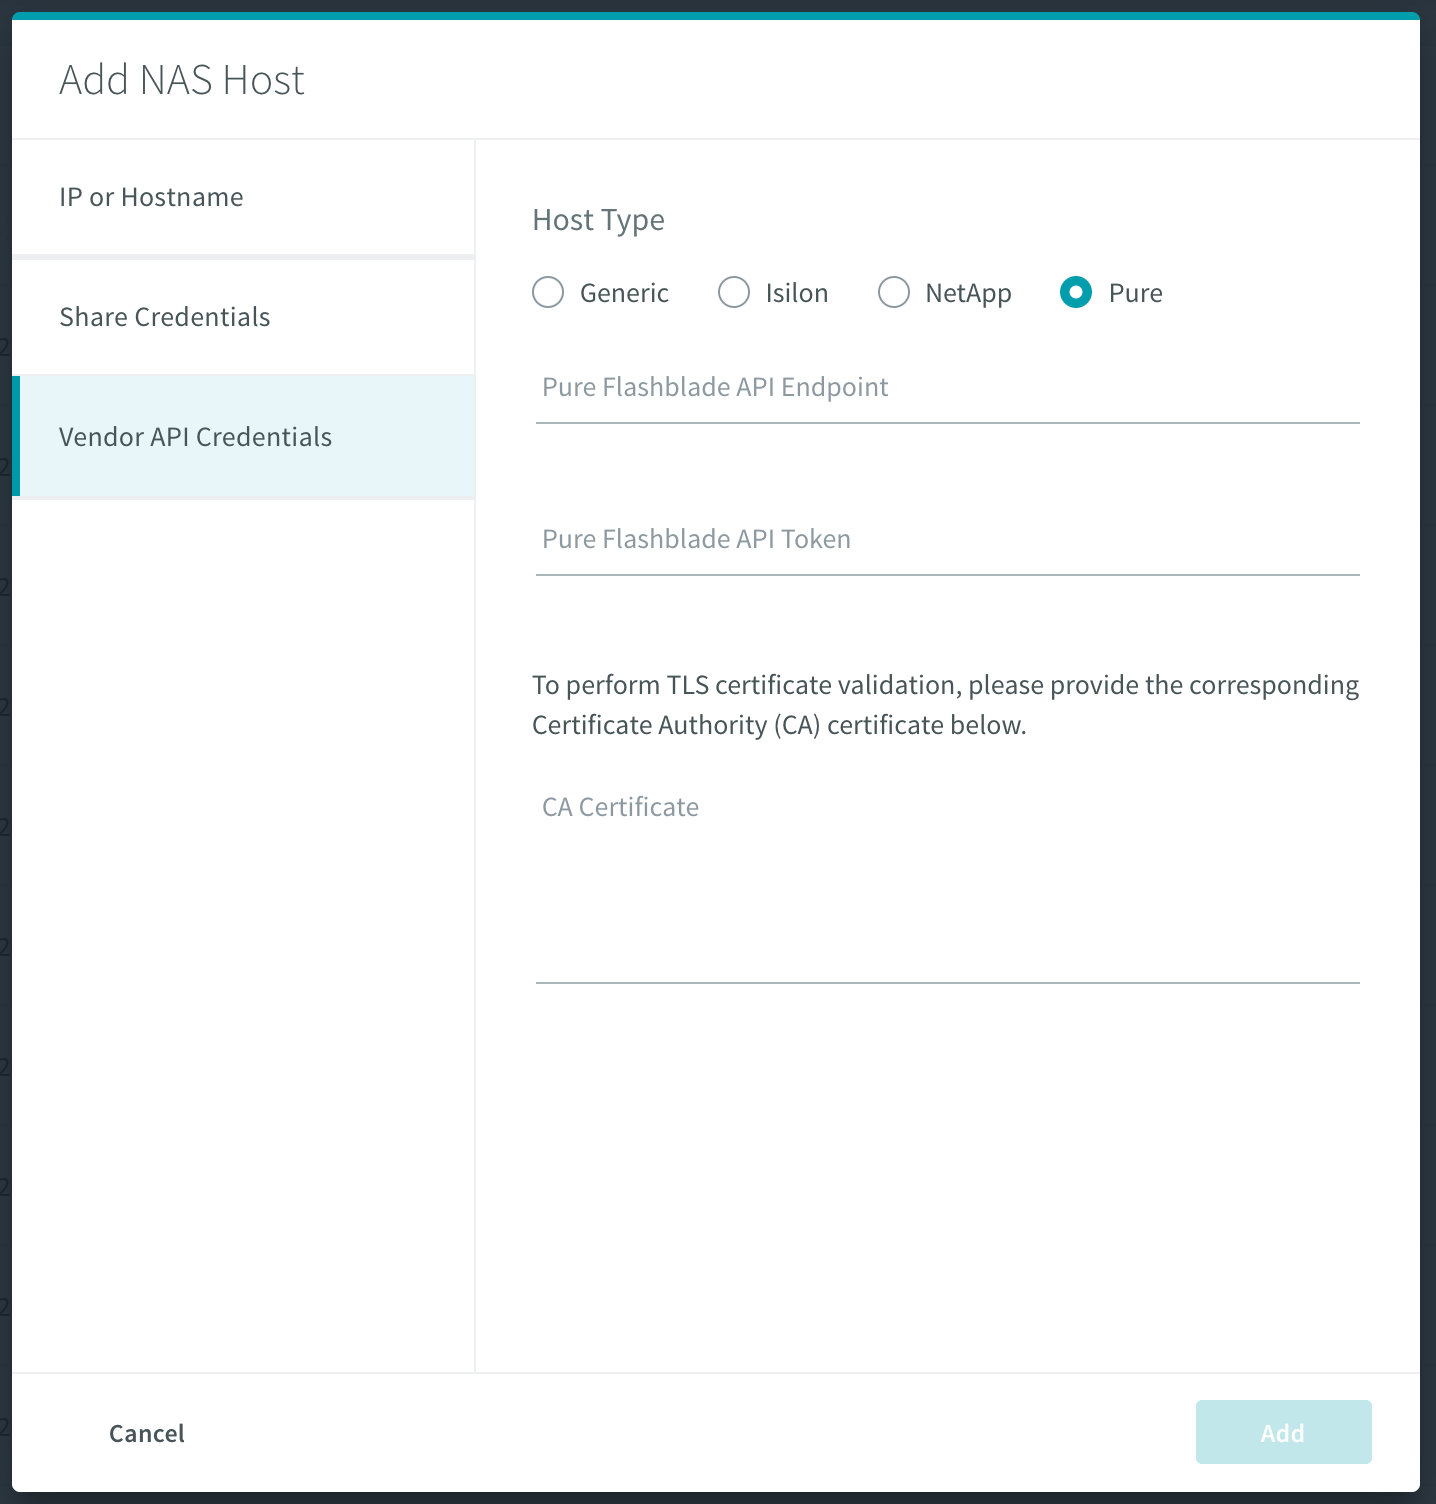 Add NAS Host
IP or Hostname
Share Credentials
Vendor API Credentials
Host Type
Generic Isilon NetApp Pure
Pure Flashblade API Endpoint
Pure Flashblade API Token
To perform TLS certificate validation, please provide the corresponding
Certificate Authority (CA) certificate below.
CA Certificate
Cancel Add